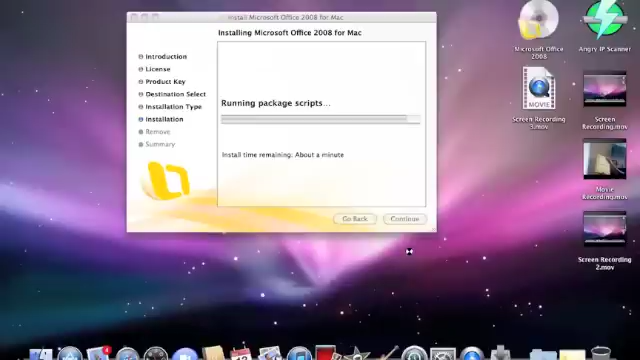 Install Microsoft Office 2008 for Mac
Installing Microsoft Office 2008 for Mac
Introduction
License
Product Key
Destination Select
Installation Type
Installation
Remove
Summary
Running package scripts...
Install time remaining: About a minute
Go Back
Continue
Microsoft Office
2008
Angry IP Scanner
MOVIE
Screen Recording
3.mov
Screen
Recording.mov
Movie
Recording.mov
Screen Recording
2.mov